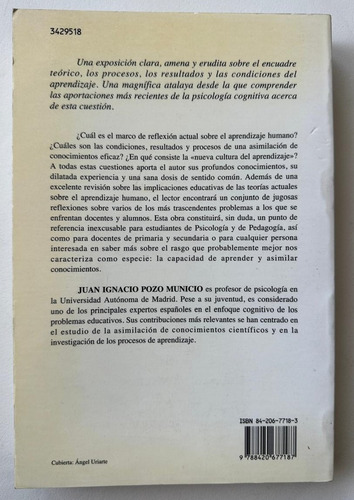 3429518
Una exposición clara, amena y erudita sobre el encuadre
teórico, los procesos, los resultados y las condiciones del
aprendizaje. Una magnífica atalaya desde la que comprender
las aportaciones más recientes de la psicología cognitiva acerca
de esta cuestión.
¿Cuál es el marco de reflexión actual sobre el aprendizaje humano?
¿Cuáles son las condiciones, resultados y procesos de una asimilación de
conocimientos eficaz? ¿En qué consiste la «nueva cultura del aprendizaje»?
A todas estas cuestiones aporta el autor sus profundos conocimientos, su
dilatada experiencia y una sana dosis de sentido común. Además de una
excelente revisión sobre las implicaciones educativas de las teorías actuales
sobre el aprendizaje humano, el lector encontrará un conjunto de jugosas
reflexiones sobre varios de los más trascendentes problemas a los que se
enfrentan docentes y alumnos. Esta obra constituirá, sin duda, un punto de
referencia inexcusable para estudiantes de Psicología y de Pedagogía, así
como para docentes de primaria y secundaria o para cualquier persona
interesada en saber más sobre el rasgo que probablemente mejor nos
caracteriza como especie: la capacidad de aprender y asimilar
conocimientos.
JUAN IGNACIO POZO MUNICIO es profesor de psicología en
la Universidad Autónoma de Madrid. Pese a su juventud, es considerado
uno de los principales expertos españoles en el enfoque cognitivo de los
problemas educativos. Sus contribuciones más relevantes se han centrado en
el estudio de la asimilación de conocimientos científicos y en la
investigación de los procesos de aprendizaje.
ISBN 84-206-7718-3
9 788420 677187
Cubierta: Ángel Uriarte